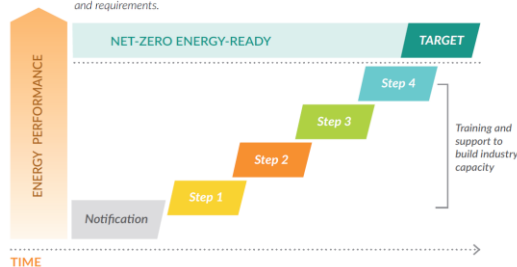 and requirements.
NET-ZERO ENERGY-READY
TARGET
Step 4
Step 3
Step 2
Step 1
Notification
Training and
support to
build industry
capacity
ENERGY PERFORMANCE
TIME